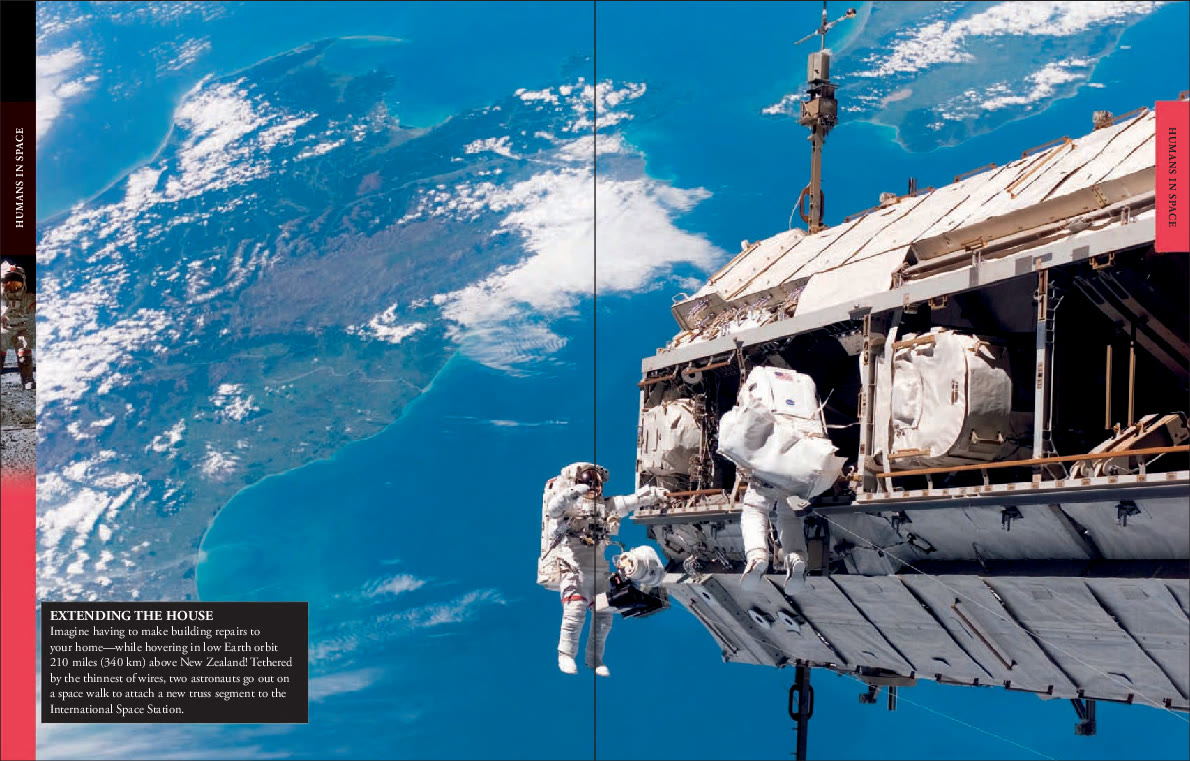 HUMANS IN SPACE
HUMANS IN SPACE
EXTENDING THE HOUSE
Imagine having to make building repairs to
your home—while hovering in low Earth orbit
210 miles (340 km) above New Zealand! Tethered
by the thinnest of wires, two astronauts go out on
a space walk to attach a new truss segment to the
International Space Station.